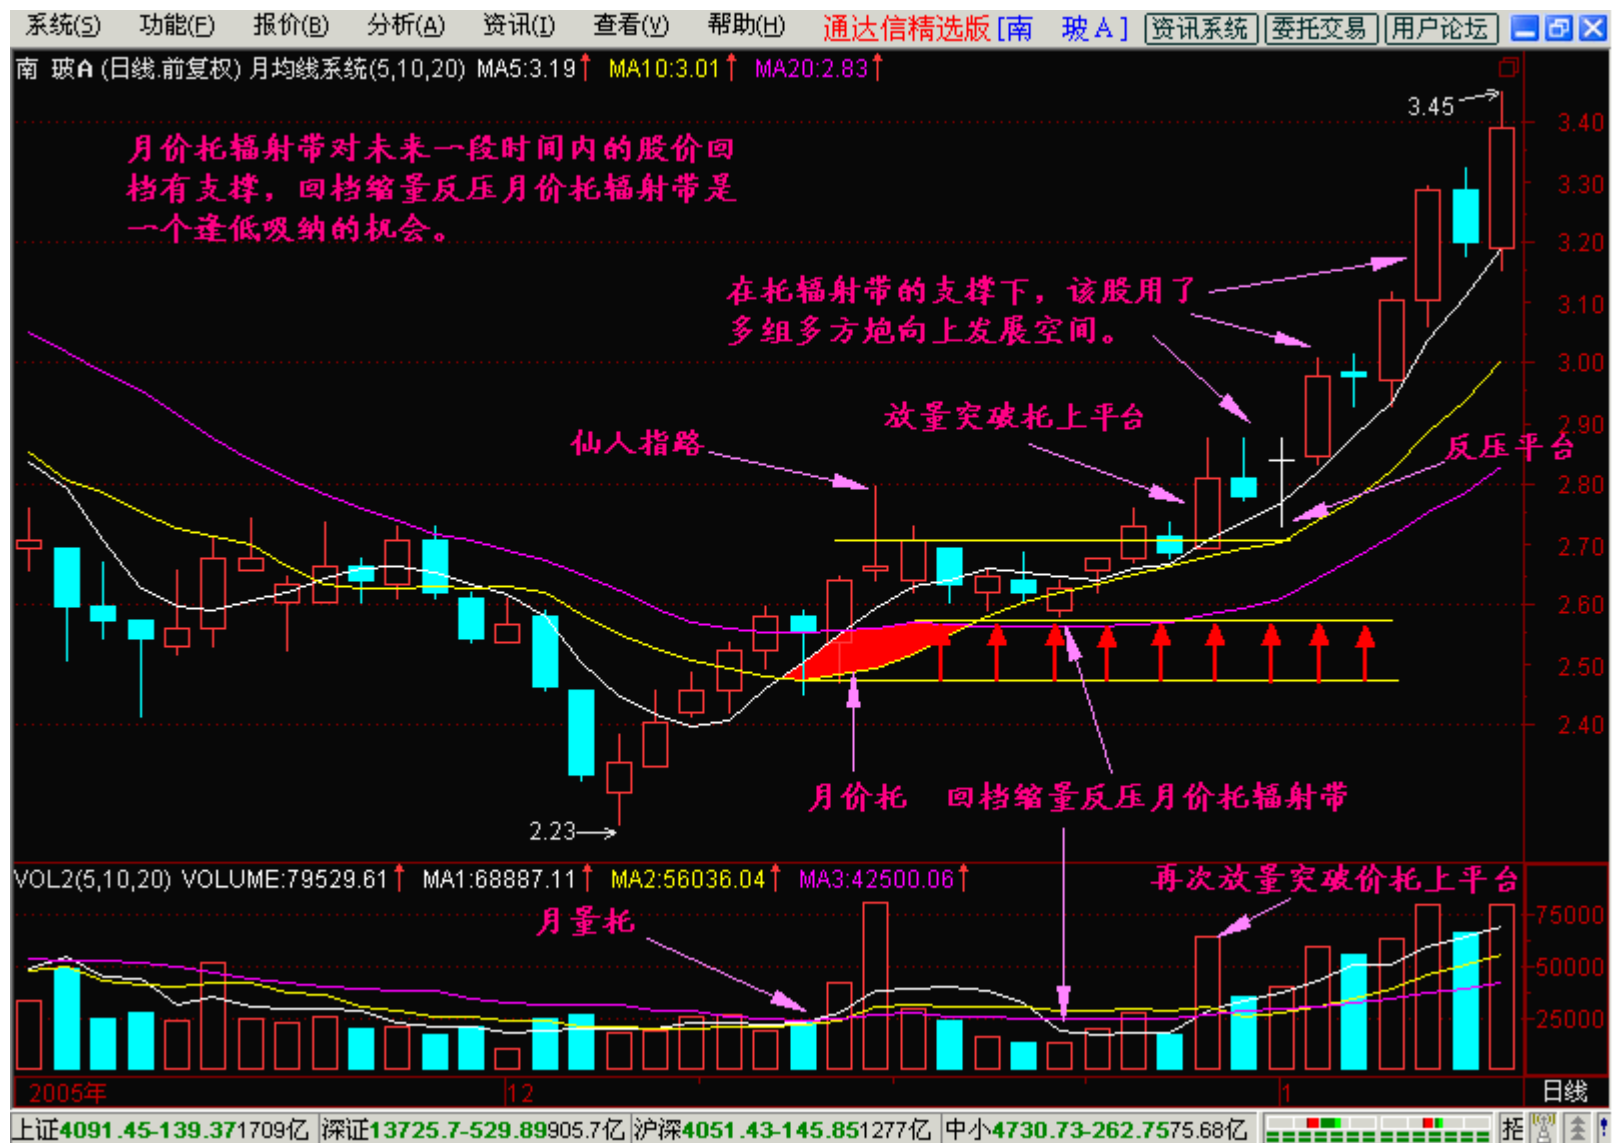 系统(S) 功能(F) 报价(B) 分析(A) 资讯(I) 查看(V) 帮助(H) 通达信精选版[南 玻A] 资讯系统 委托交易 用户论坛
南 玻A (日线.前复权) 月均线系统(5,10,20) MA5:3.19↑ MA10:3.01↑ MA20:2.83↑
3.45
3.40
月价托辐射带对未来一段时间内的股价回
档有支撑，回档缩量反压月价托辐射带是
一个逢低吸纳的机会。
3.30
3.20
在托辐射带的支撑下，该股用了
多组多方炮向上发展空间。
3.10
3.00
2.90
放量突破托上平台
仙人指路
反压平台
2.80
2.70
2.60
2.50
2.40
月价托 回档缩量反压月价托辐射带
2.23
VOL2(5,10,20) VOLUME:79529.61↑ MA1:68887.11↑ MA2:56036.04↑ MA3:42500.06↑
再次放量突破价托上平台
月量托
75000
50000
25000
2005年 12 1 日线
上证4091.45-139.371709亿 深证13725.7-529.89905.7亿 沪深4051.43-145.851277亿 中小4730.73-262.7575.68亿